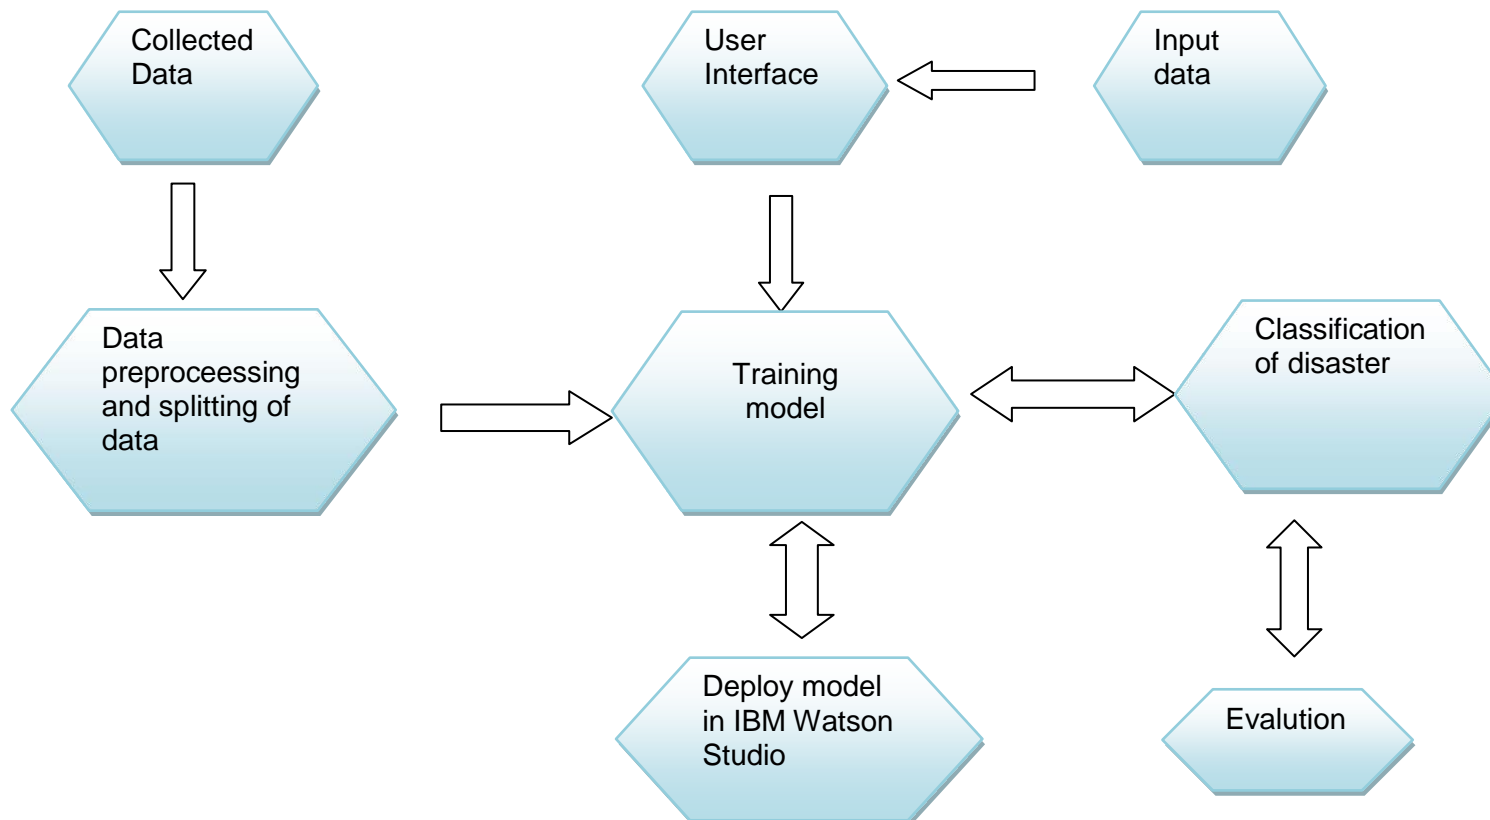 Collected
Data
User
Interface
Input
data
Data
preproceessing
and splitting of
data
Training
model
Classification
of disaster
Deploy model
in IBM Watson
Studio
Evalution